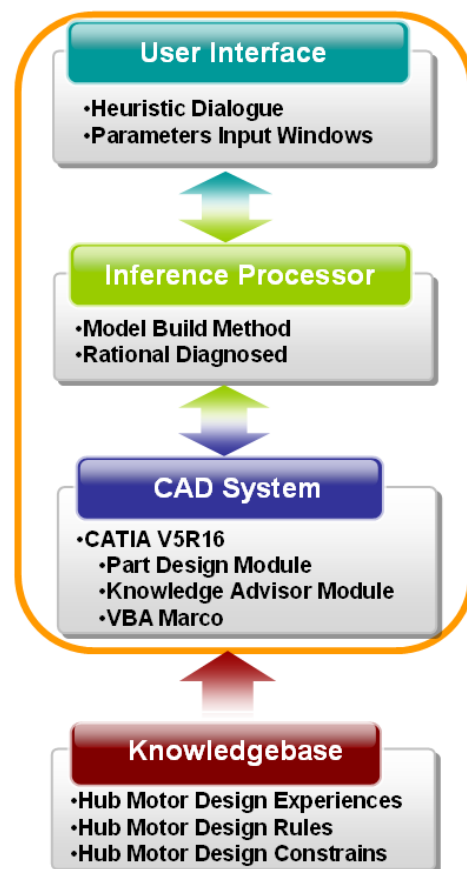 User Interface
•Heuristic Dialogue
•Parameters Input Windows
Inference Processor
•Model Build Method
•Rational Diagnosed
CAD System
•CATIA V5R16
•Part Design Module
•Knowledge Advisor Module
•VBA Marco
Knowledgebase
•Hub Motor Design Experiences
•Hub Motor Design Rules
•Hub Motor Design Constrains